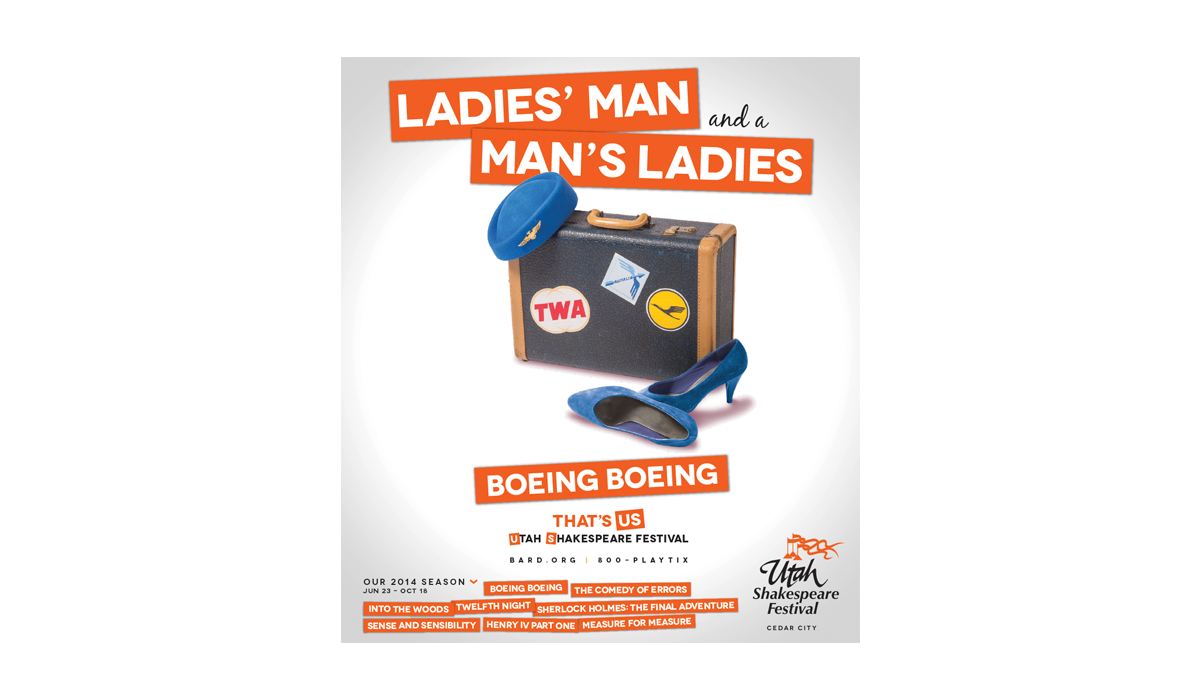 LADIES’ MAN
and a
MAN’S LADIES
TWA
BOEING BOEING
THAT’S US
UTAH SHAKESPEARE FESTIVAL
BARD.ORG | 800-PLAYTIX
OUR 2014 SEASON
JUN 23 – OCT 18
BOEING BOEING THE COMEDY OF ERRORS
INTO THE WOODS TWELFTH NIGHT SHERLOCK HOLMES: THE FINAL ADVENTURE
SENSE AND SENSIBILITY HENRY IV PART ONE MEASURE FOR MEASURE
Utah
Shakespeare
Festival
CEDAR CITY